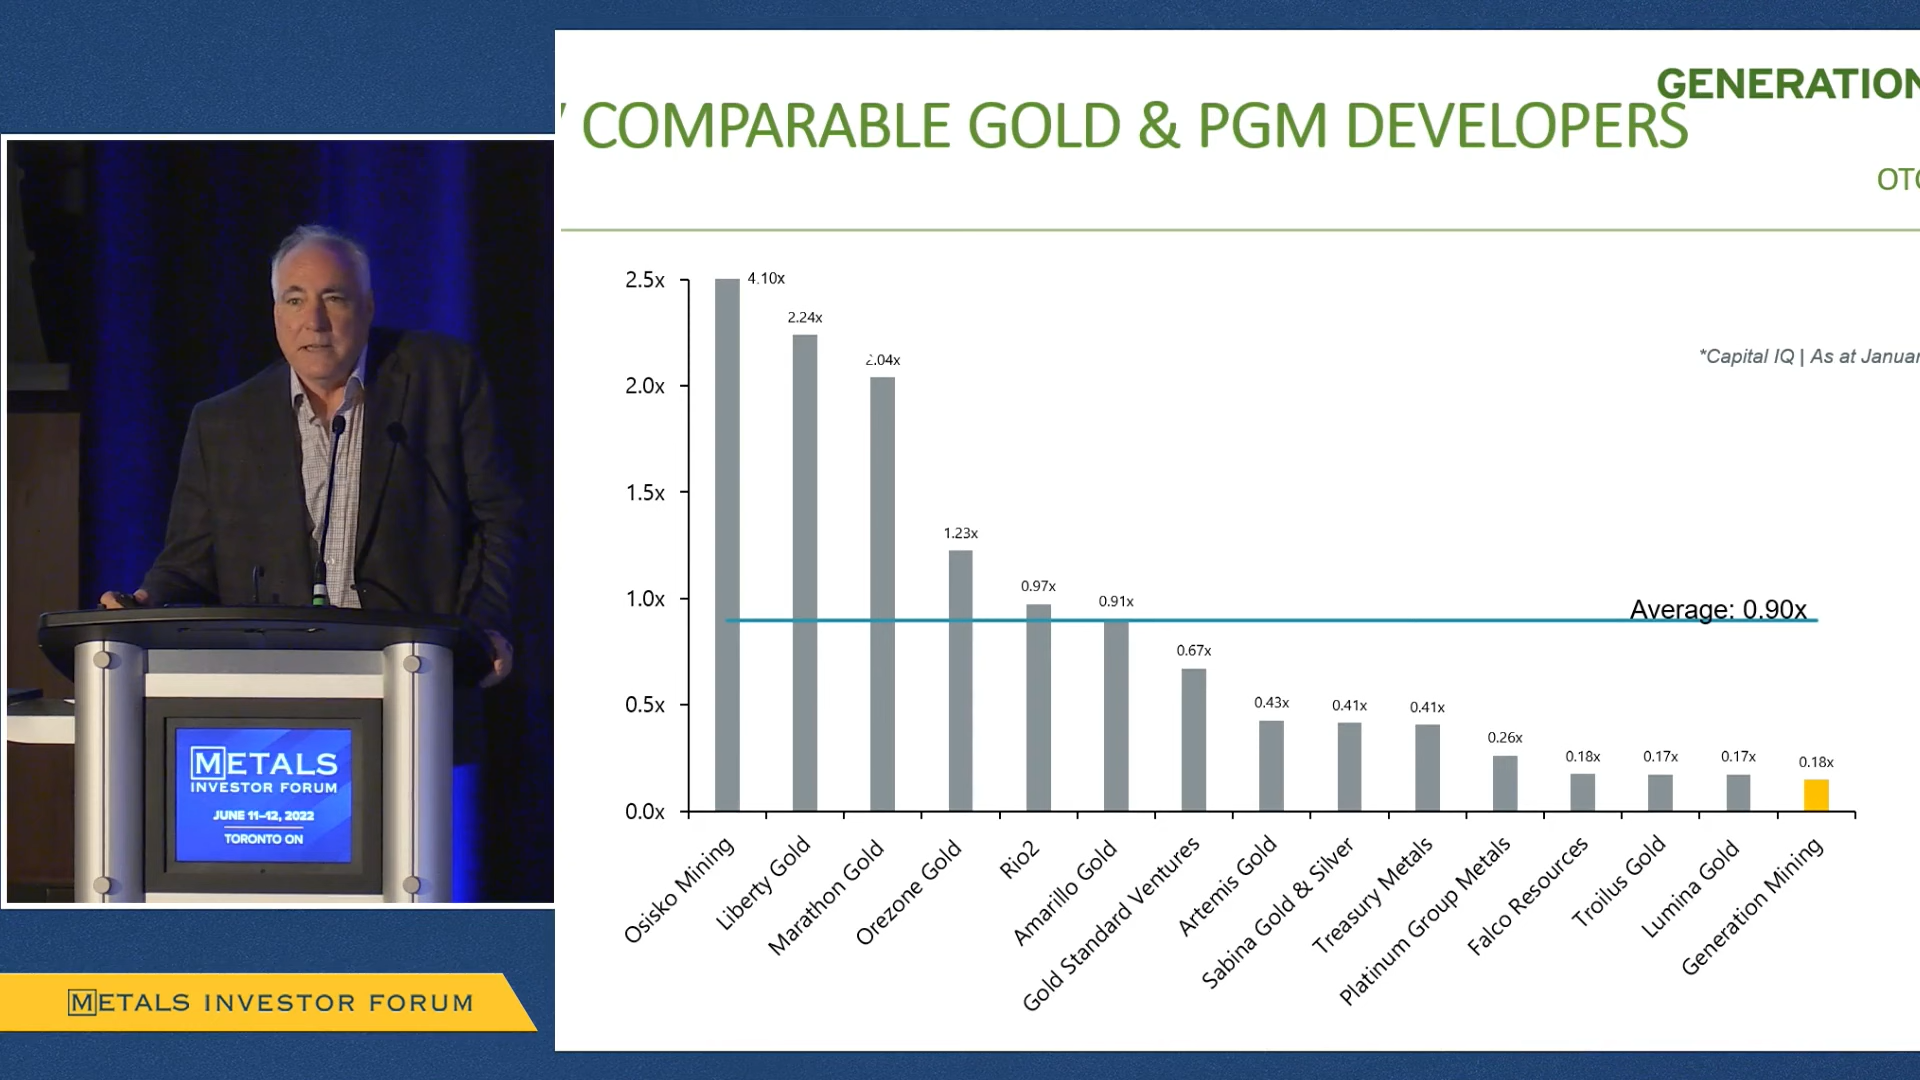 GENERATION
COMPARABLE GOLD & PGM DEVELOPERS
OTC
*Capital IQ | As at Januar
2.5x
2.0x
1.5x
1.0x
0.5x
0.0x
4.10x
2.24x
2.04x
1.23x
0.97x
0.91x
0.67x
0.43x
0.41x
0.41x
0.26x
0.18x
0.17x
0.17x
0.18x
Average: 0.90x
Osisko Mining
Liberty Gold
Marathon Gold
Orezone Gold
Rio2
Amarillo Gold
Gold Standard Ventures
Artemis Gold
Sabina Gold & Silver
Treasury Metals
Platinum Group Metals
Falco Resources
Troilus Gold
Lumina Gold
Generation Mining
METALS
INVESTOR FORUM
JUNE 11–12, 2022
TORONTO ON
METALS INVESTOR FORUM